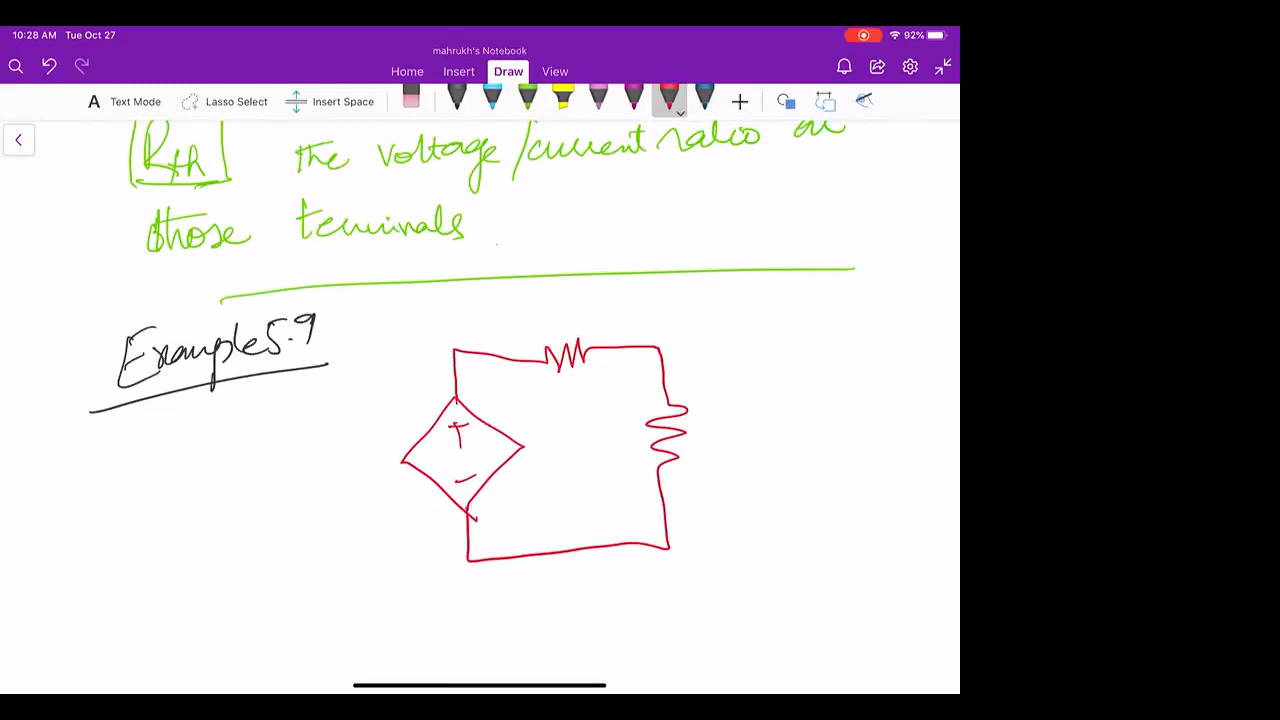 10:28 AM Tue Oct 27
92%
mahrukh's Notebook
Home Insert Draw View
A Text Mode Lasso Select Insert Space
Rth the voltage/current ratio
those terminals
Example 5.9
+
-